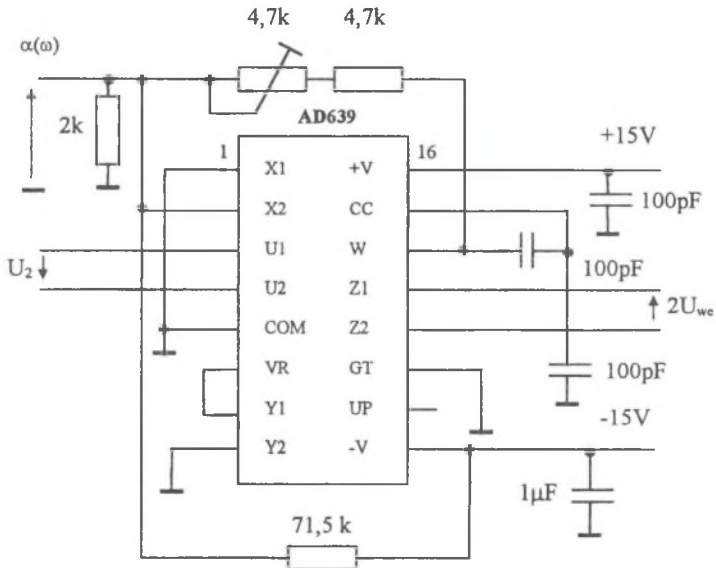 4,7k 4,7k
α(ω)
2k
AD639
1 16
+15V
X1 +V
100pF
X2 CC
U1 W
100pF
U₂
U2 Z1
2Uwe
COM Z2
VR GT
100pF
Y1 UP
-15V
Y2 -V
1μF
71,5 k